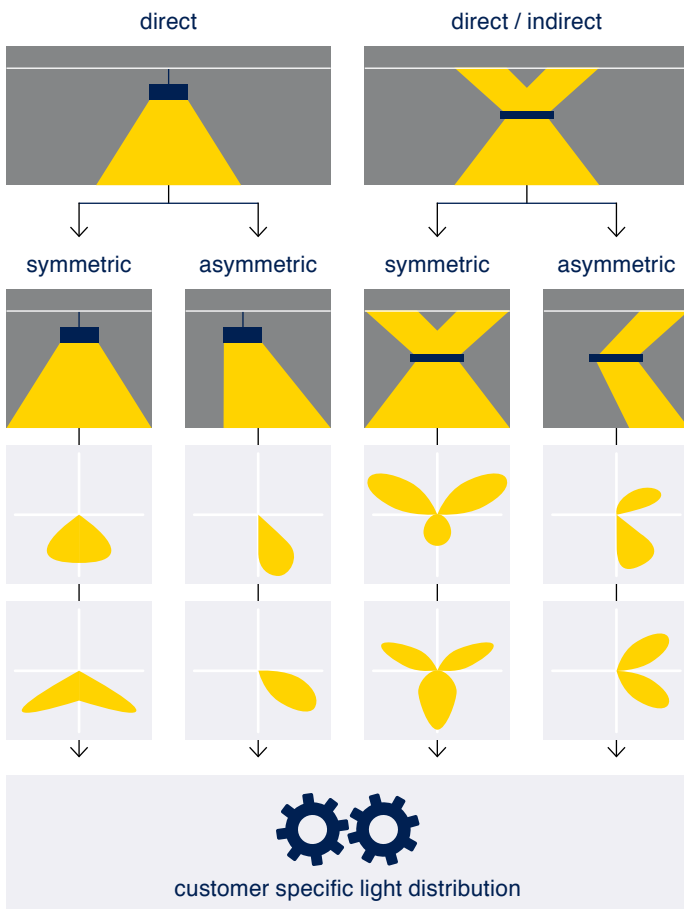 direct
direct / indirect
symmetric
asymmetric
symmetric
asymmetric
customer specific light distribution